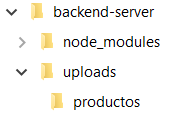 backend-server
node_modules
uploads
productos